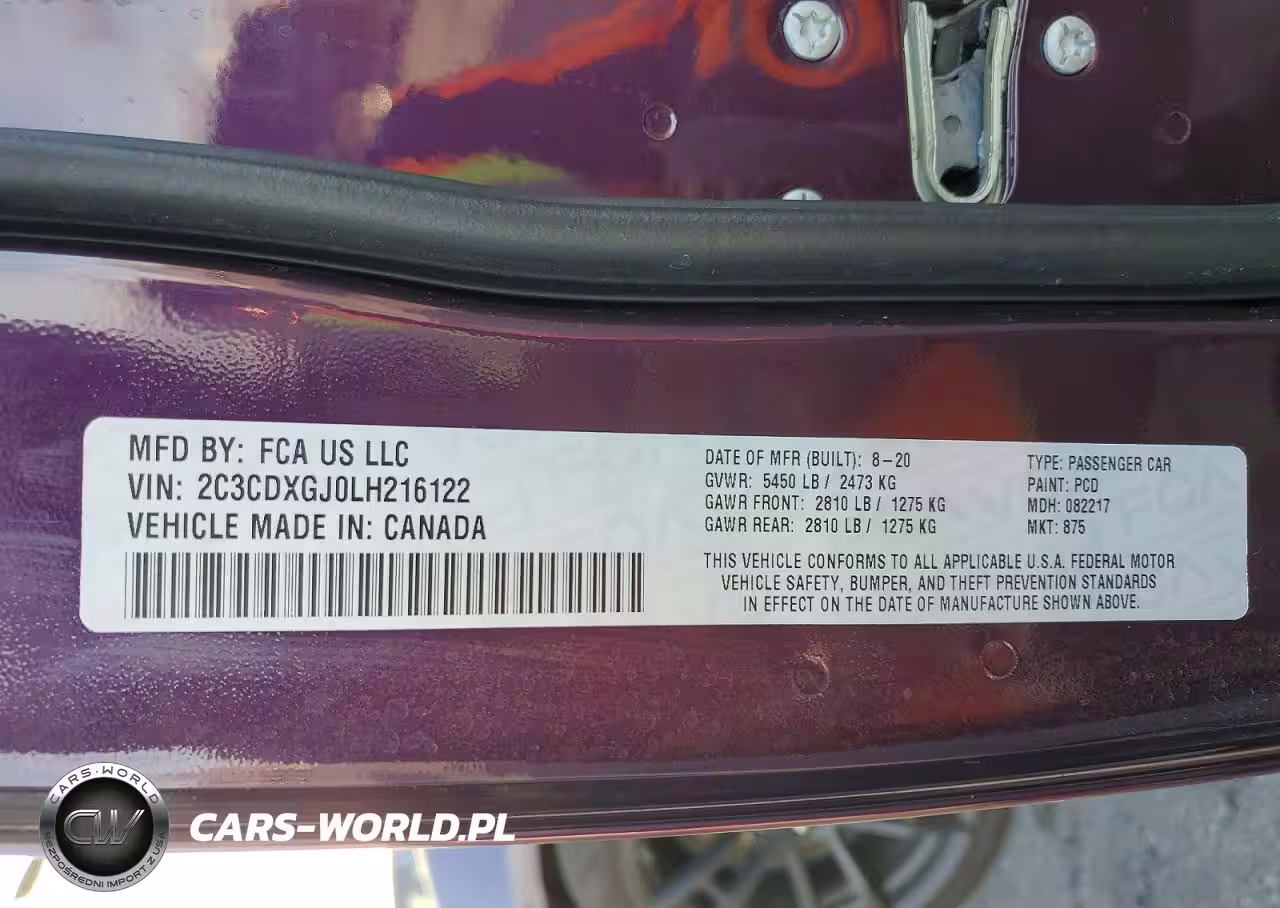 MFD BY: FCA US LLC
VIN: 2C3CDXGJ0LH216122
VEHICLE MADE IN: CANADA
DATE OF MFR (BUILT): 8-20
GVWR: 5450 LB / 2473 KG
GAWR FRONT: 2810 LB / 1275 KG
GAWR REAR: 2810 LB / 1275 KG
TYPE: PASSENGER CAR
PAINT: PCD
MDH: 082217
MKT: 875
THIS VEHICLE CONFORMS TO ALL APPLICABLE U.S.A. FEDERAL MOTOR
VEHICLE SAFETY, BUMPER, AND THEFT PREVENTION STANDARDS
IN EFFECT ON THE DATE OF MANUFACTURE SHOWN ABOVE.
CARS-WORLD
CW
BEZPOŚREDNI IMPORT Z USA
CARS-WORLD.PL